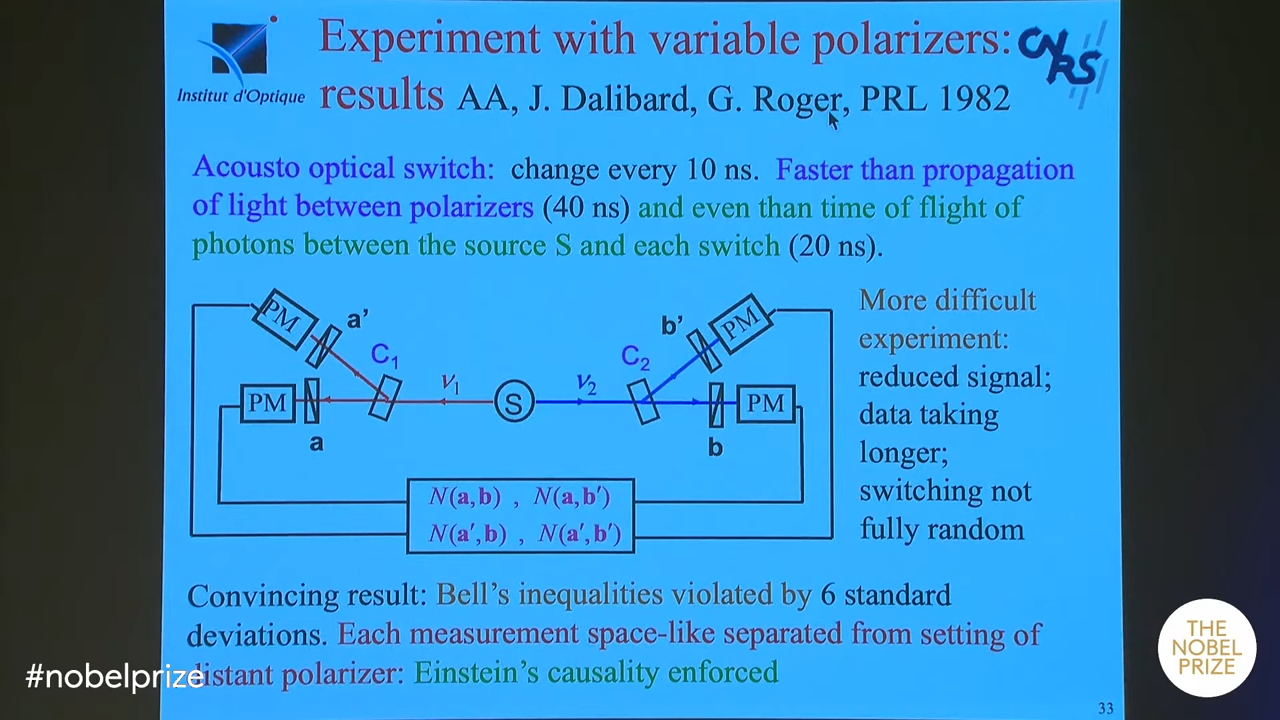 Experiment with variable polarizers:
results AA, J. Dalibard, G. Roger, PRL 1982
Institut d'Optique
CNRS
Acousto optical switch: change every 10 ns. Faster than propagation
of light between polarizers (40 ns) and even than time of flight of
photons between the source S and each switch (20 ns).
PM
a'
C₁
PM
a
ν₁
S
ν₂
C₂
b'
PM
b
PM
N(a,b) , N(a,b′)
N(a′,b) , N(a′,b′)
More difficult
experiment:
reduced signal;
data taking
longer;
switching not
fully random
Convincing result: Bell's inequalities violated by 6 standard
deviations. Each measurement space-like separated from setting of
distant polarizer: Einstein's causality enforced
#nobelprize
THE
NOBEL
PRIZE
33